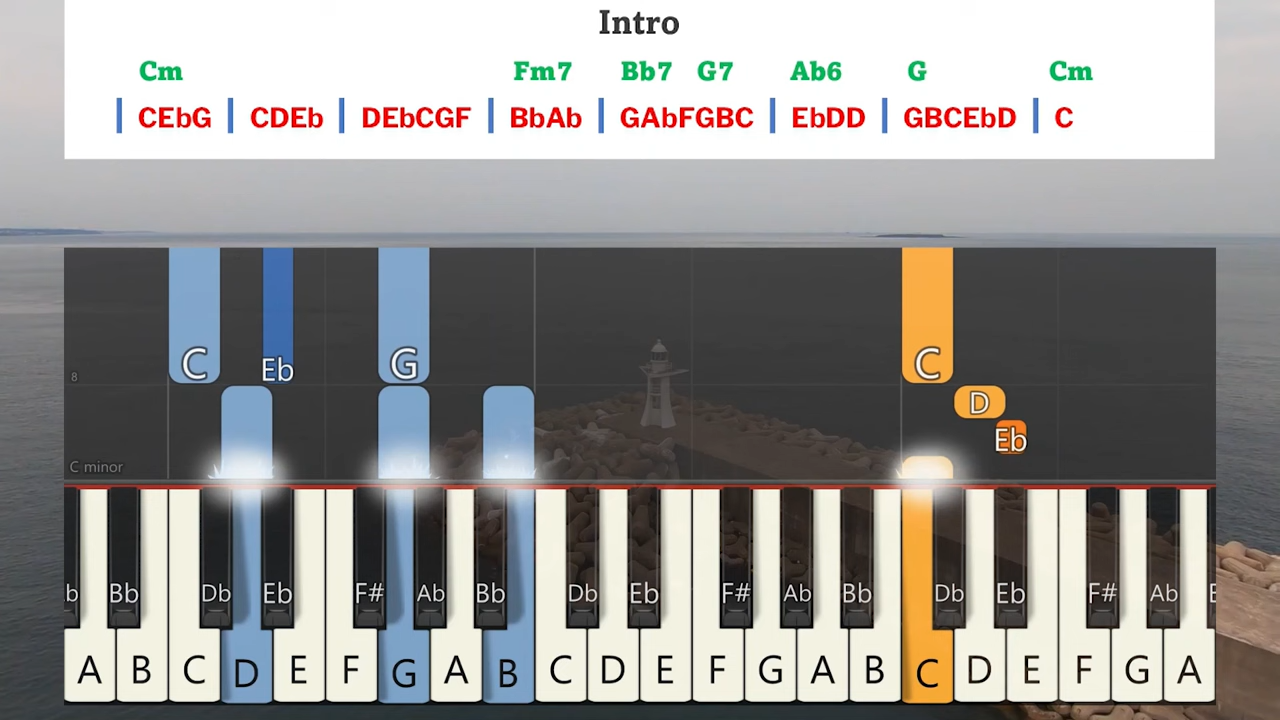 Intro
Cm Fm7 Bb7 G7 Ab6 G Cm
| CEbG | CDEb | DEbCGF | BbAb | GAbFGBC | EbDD | GBCEbD | C
C Eb G C
8
D
Eb
C minor
b Bb Db Eb F# Ab Bb Db Eb F# Ab Bb Db Eb F# Ab E
A B C D E F G A B C D E F G A B C D E F G A